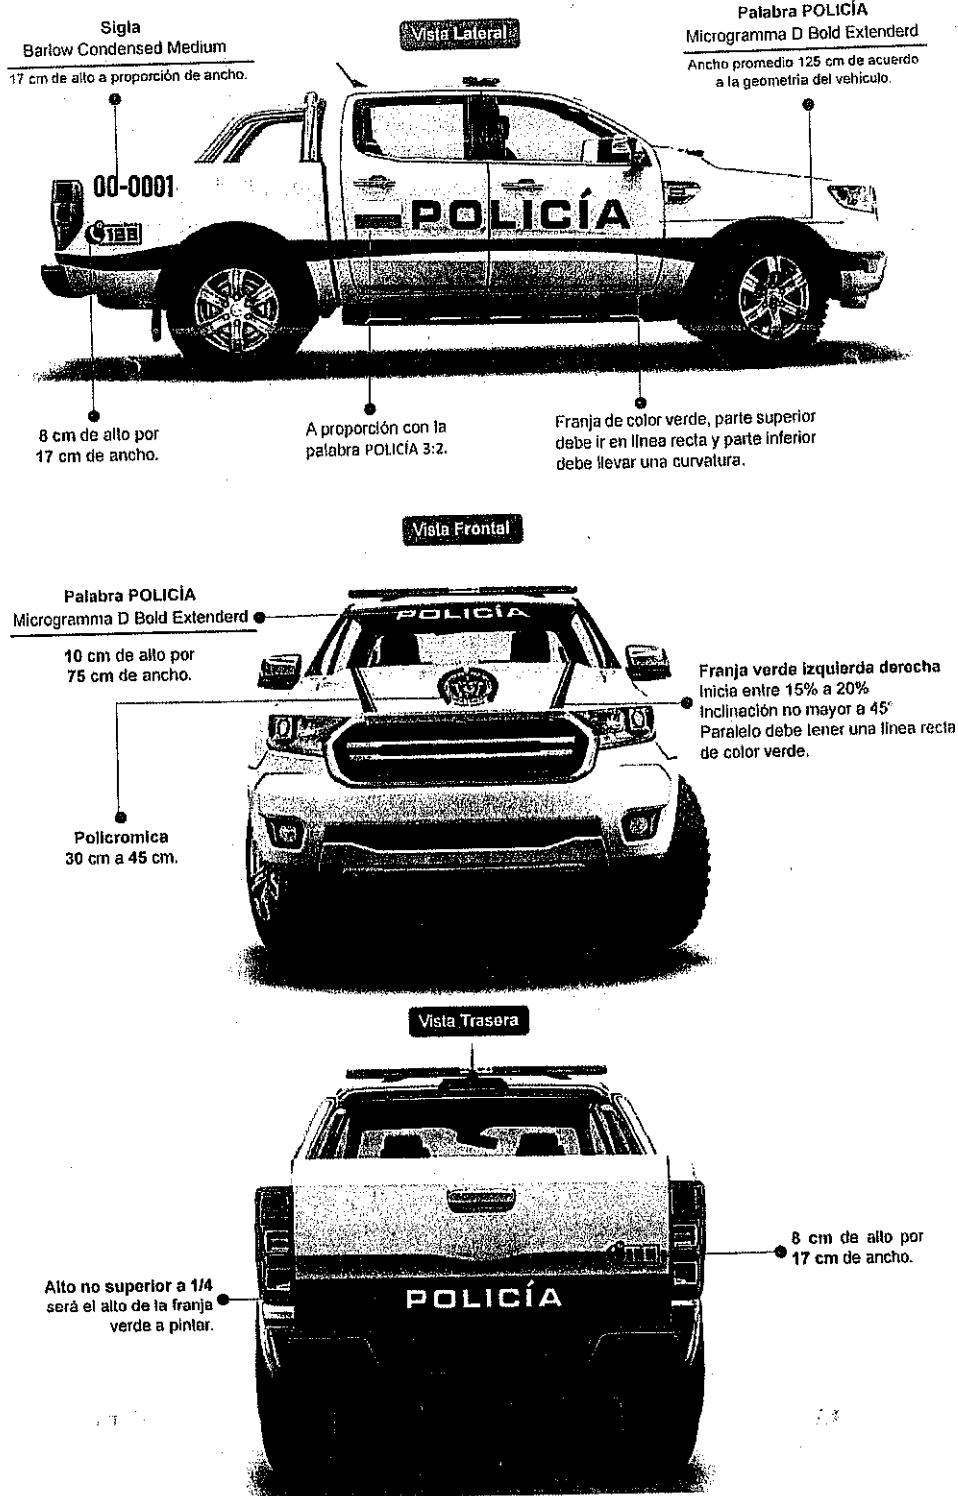 Vista Lateral
Sigla
Barlow Condensed Medium
17 cm de alto a proporción de ancho.
Palabra POLICÍA
Microgramma D Bold Extenderd
Ancho promedio 125 cm de acuerdo
a la geometria del vehículo.
00-0001
POLICÍA
188
8 cm de alto por
17 cm de ancho.
A proporción con la
palabra POLICÍA 3:2.
Franja de color verde, parte superior
debe ir en línea recta y parte inferior
debe llevar una curvatura.
Vista Frontal
Palabra POLICÍA
Microgramma D Bold Extenderd
10 cm de alto por
75 cm de ancho.
POLICÍA
Franja verde izquierda derecha
Inicia entre 15% a 20%
Inclinación no mayor a 45°
Paralelo debe tener una línea recta
de color verde.
Policromica
30 cm a 45 cm.
Vista Trasera
8 cm de alto por
17 cm de ancho.
Alto no superior a 1/4
será el alto de la franja
verde a pintar.
POLICÍA